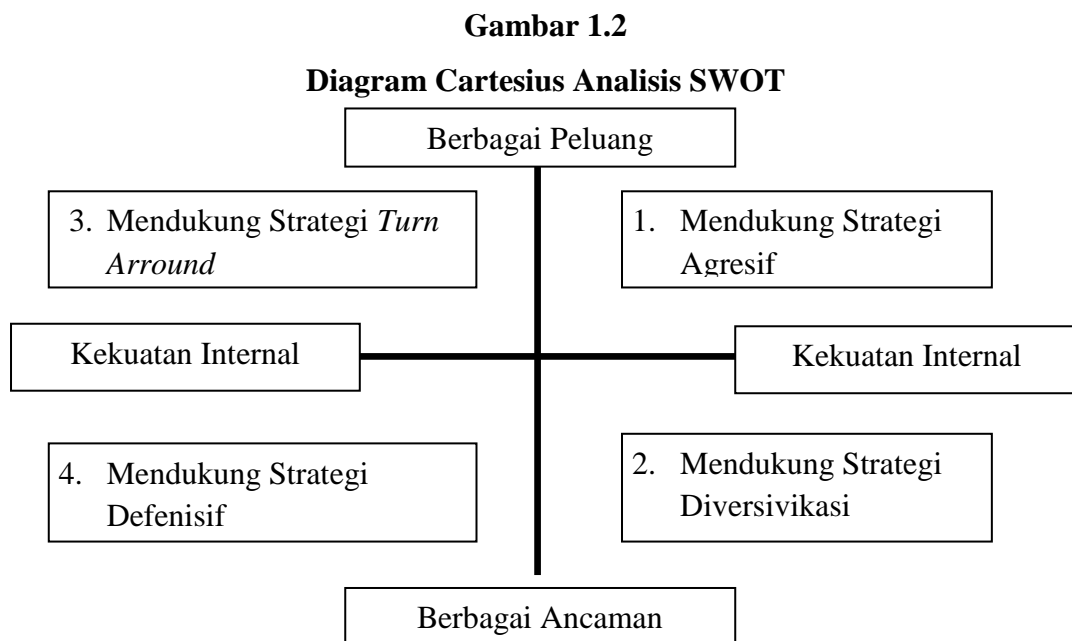 Gambar 1.2
Diagram Cartesius Analisis SWOT
Berbagai Peluang
3. Mendukung Strategi Turn
Arround
1. Mendukung Strategi
Agresif
Kekuatan Internal
Kekuatan Internal
4. Mendukung Strategi
Defenisif
2. Mendukung Strategi
Diversivikasi
Berbagai Ancaman